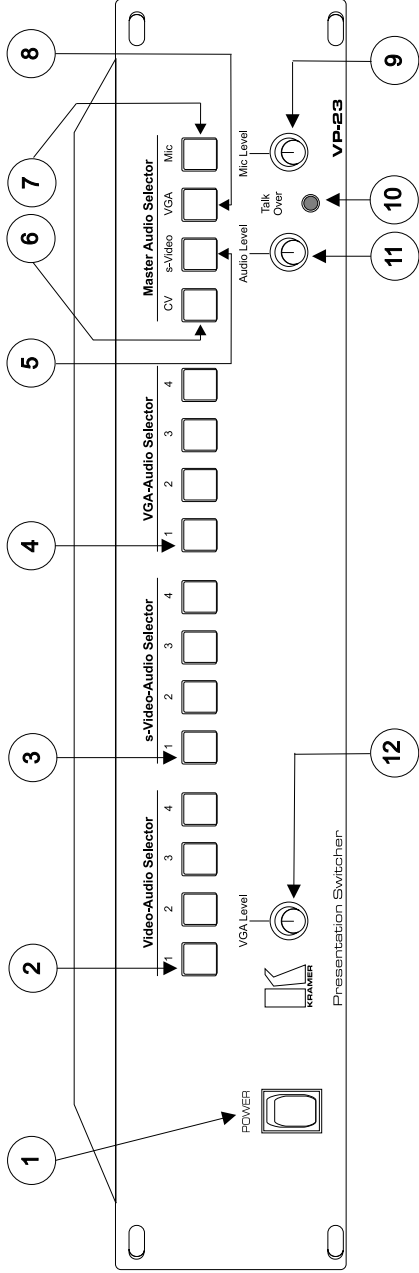 1
2
3
4
5
6
7
8
Video-Audio Selector
1 2 3 4
s-Video-Audio Selector
1 2 3 4
VGA-Audio Selector
1 2 3 4
Master Audio Selector
CV s-Video VGA Mic
POWER
VGA Level
Audio Level
Talk
Over
Mic Level
KRAMER
Presentation Switcher
VP-23
12
11
10
9